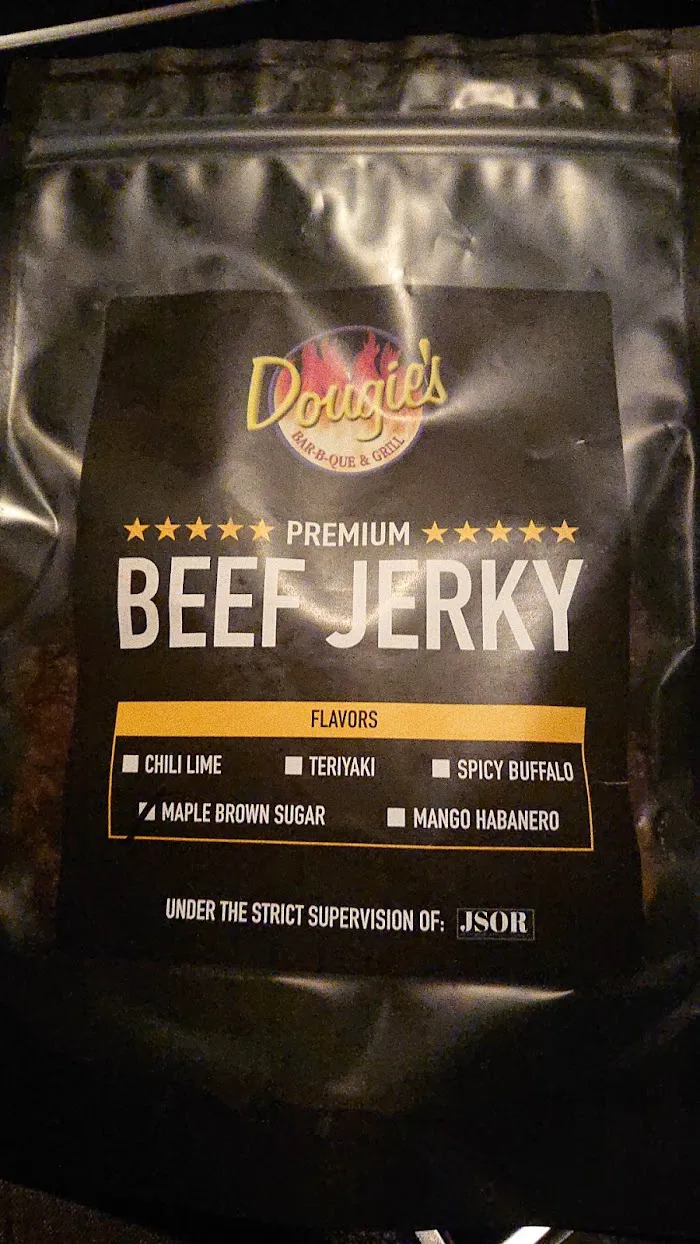 Dougie's
BAR-B-QUE & GRILL
PREMIUM
BEEF JERKY
FLAVORS
CHILI LIME TERIYAKI SPICY BUFFALO
MAPLE BROWN SUGAR MANGO HABANERO
UNDER THE STRICT SUPERVISION OF: JSOR